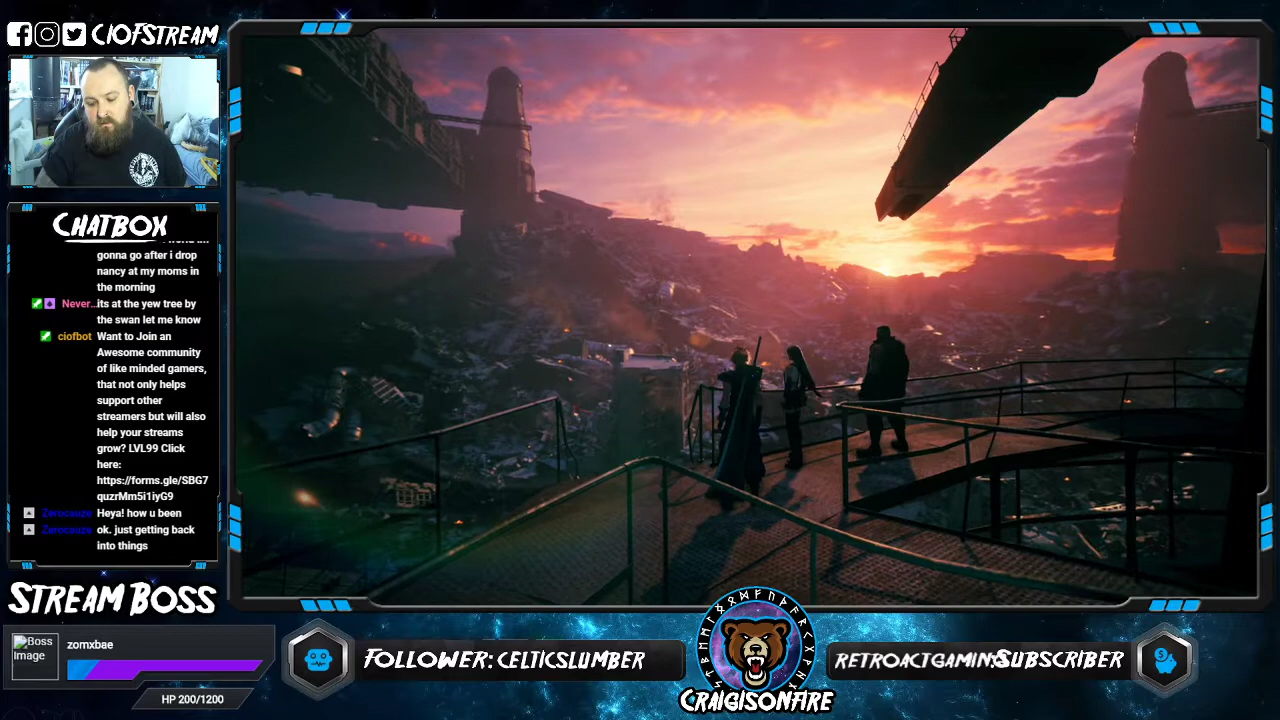 CIOFSTREAM
CHATBOX
gonna go after i drop
nancy at my moms in
the morning
Never... its at the yew tree by
the swan let me know
ciofbot Want to Join an
Awesome community
of like minded gamers,
that not only helps
support other
streamers but will also
help your streams
grow? LVL99 Click
here:
https://forms.gle/SBG7
quzrMm5i1iyG9
Zerocauze Heya! how u been
Zerocauze ok. just getting back
into things
STREAM BOSS
Boss
Image
zomxbae
HP 200/1200
FOLLOWER: CELTICSLUMBER
RETROACTGAMING SUBSCRIBER
CRAIGISONFIRE